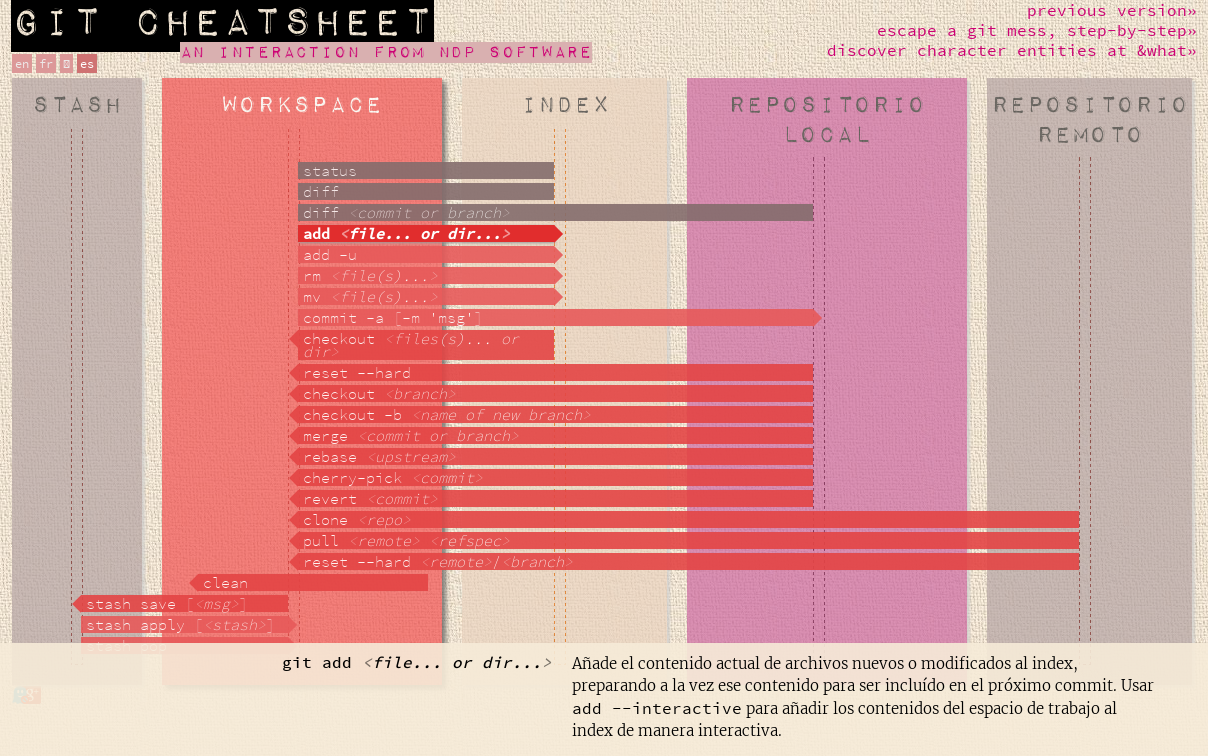 GIT CHEATSHEET
AN INTERACTION FROM NDP SOFTWARE
previous version»
escape a git mess, step-by-step»
discover character entities at &what»
en fr es
STASH
WORKSPACE
INDEX
REPOSITORIO
LOCAL
REPOSITORIO
REMOTO
status
diff
diff <commit or branch>
add <file... or dir...>
add -u
rm <file(s)...>
mv <file(s)...>
commit -a [-m 'msg']
checkout <files(s)... or
dir>
reset --hard
checkout <branch>
checkout -b <name of new branch>
merge <commit or branch>
rebase <upstream>
cherry-pick <commit>
revert <commit>
clone <repo>
pull <remote> <refspec>
reset --hard <remote>/<branch>
clean
stash save [<msg>]
stash apply [<stash>]
git add <file... or dir...>
Añade el contenido actual de archivos nuevos o modificados al index,
preparando a la vez ese contenido para ser incluído en el próximo commit. Usar
add --interactive para añadir los contenidos del espacio de trabajo al
index de manera interactiva.